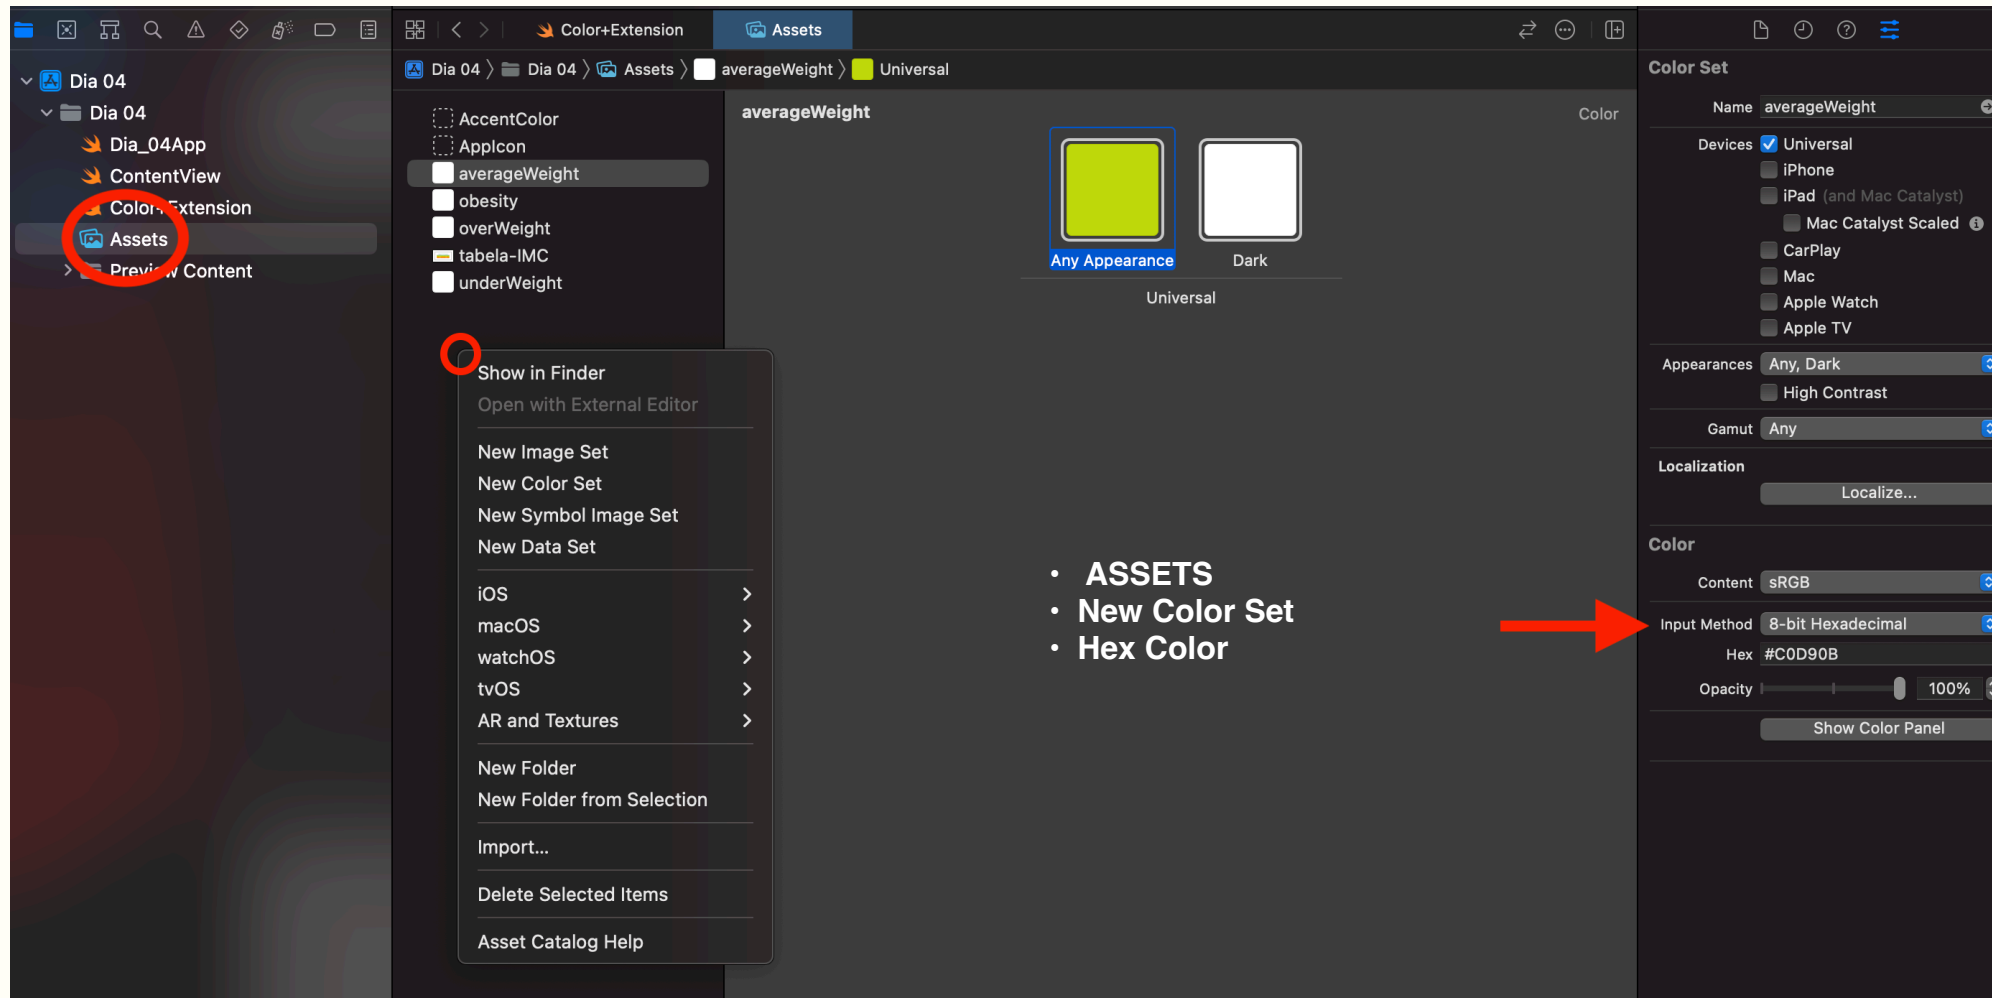 Color+Extension
Assets
Dia 04
Dia 04
Dia_04App
ContentView
Color+Extension
Assets
Preview Content
Dia 04 〉 Dia 04 〉 Assets 〉 averageWeight 〉 Universal
AccentColor
AppIcon
averageWeight
obesity
overWeight
tabela-IMC
underWeight
averageWeight
Color
Any Appearance
Dark
Universal
Show in Finder
Open with External Editor
New Image Set
New Color Set
New Symbol Image Set
New Data Set
iOS
macOS
watchOS
tvOS
AR and Textures
New Folder
New Folder from Selection
Import...
Delete Selected Items
Asset Catalog Help
• ASSETS
• New Color Set
• Hex Color
Color Set
Name averageWeight
Devices Universal
iPhone
iPad (and Mac Catalyst)
Mac Catalyst Scaled
CarPlay
Mac
Apple Watch
Apple TV
Appearances Any, Dark
High Contrast
Gamut Any
Localization
Localize...
Color
Content sRGB
Input Method 8-bit Hexadecimal
Hex #C0D90B
Opacity 100%
Show Color Panel